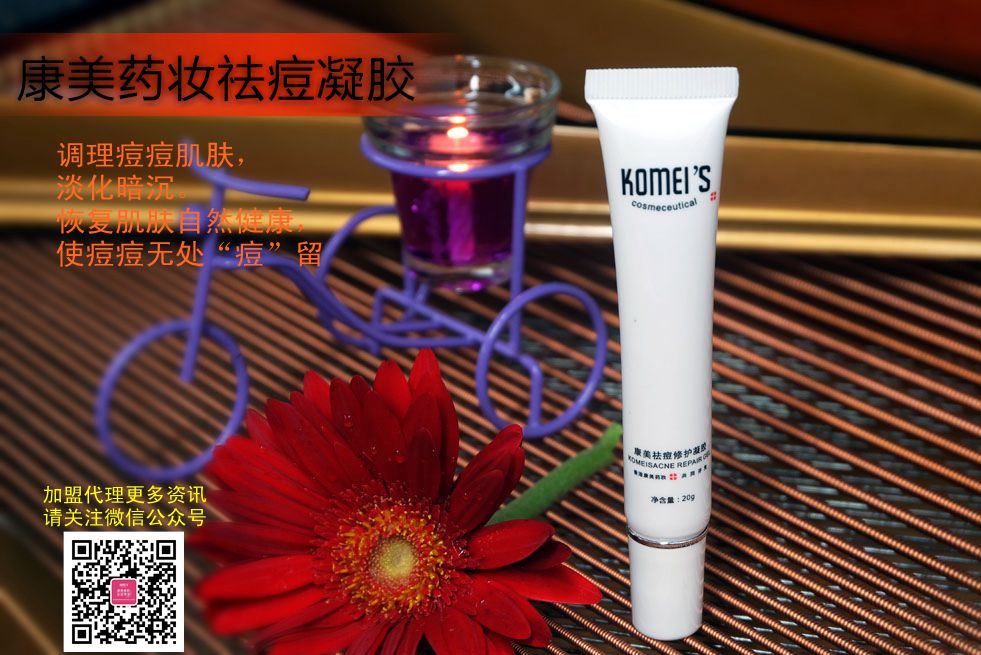 康美药妆祛痘凝胶
调理痘痘肌肤，
淡化暗沉。
恢复肌肤自然健康，
使痘痘无处“痘”留
KOMEI'S
cosmeceutical
康美祛痘修护凝胶
KOMEISACNE REPAIR GEL
净含量：20g
加盟代理更多资讯
请关注微信公众号